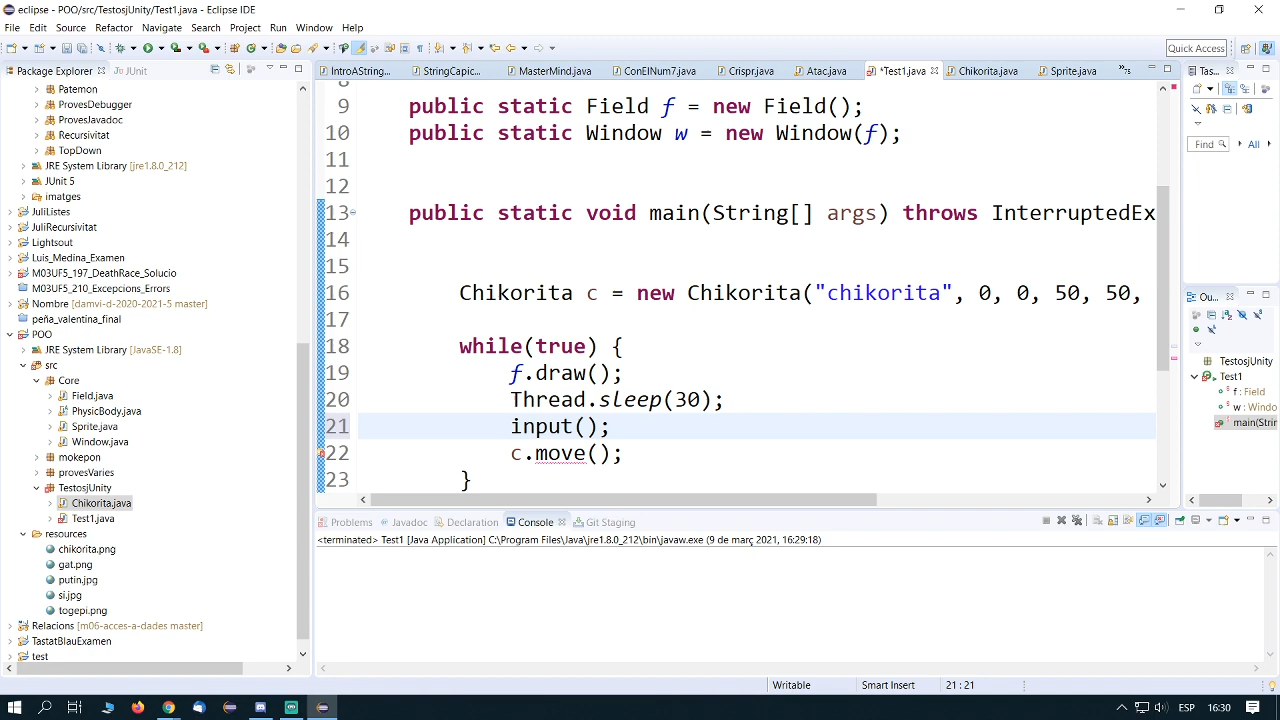 eclipse - POO/src/TestosjUnity/Test1.java - Eclipse IDE
File Edit Source Refactor Navigate Search Project Run Window Help
Quick Access
Package Explorer JUnit
Patemon
ProvesDebugger
ProvesJavadoc
Recursivitat
TopDown
JRE System Library [jre1.8.0_212]
JUnit 5
imatges
JuliListes
JuliRecursivitat
Lightsout
Luis_Medina_Examen
M03UF5_197_DeathRace_Solucio
M03UF5_210_Excepcions_Errors
Nombre [damvi-d-2020-2021-5 master]
peña_valentina_final
POO
JRE System Library [JavaSE-1.8]
src
Core
Field.java
PhysicBody.java
Sprite.java
Window.java
mokepon
provesVaries
TestosjUnity
Chikorita.java
Test1.java
resources
chikorita.png
gat.png
putin.jpg
si.jpg
togepi.png
Relacions [m06-acces-a-dades master]
TastatBlauExamen
test
IntroAString... StringCapic... MasterMind.java ConEINum7.java Crispr.java Atac.java *Test1.java Chikorita.java Sprite.java »75
8
9 public static Field f = new Field();
10 public static Window w = new Window(f);
11
12
13 public static void main(String[] args) throws InterruptedEx
14
15
16 Chikorita c = new Chikorita("chikorita", 0, 0, 50, 50,
17
18 while(true) {
19 f.draw();
20 Thread.sleep(30);
21 input();
22 c.move();
23 }
Problems Javadoc Declaration Console Git Staging
<terminated> Test1 [Java Application] C:\Program Files\Java\jre1.8.0_212\bin\javaw.exe (9 de març 2021, 16:29:18)
Tas...
Find All
Ou...
TestosjUnity
Test1
f : Field
w : Windo
main(Strin
Writable Smart Insert 21 : 21
ESP 16:30